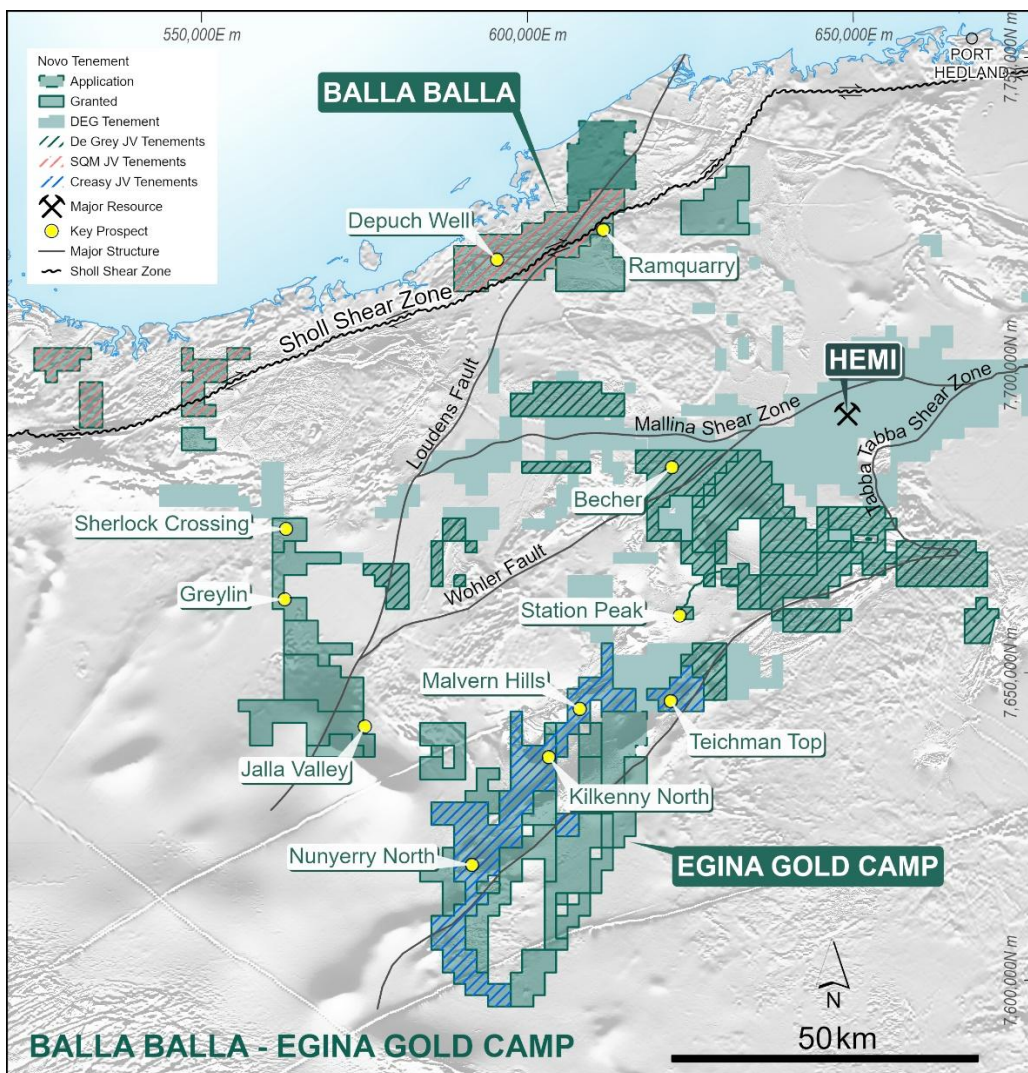 550,000E m
600,000E m
650,000E m
PORT
HEDLAND
7,750,000N m
Novo Tenement
Application
Granted
DEG Tenement
De Grey JV Tenements
SQM JV Tenements
Creasy JV Tenements
Major Resource
Key Prospect
Major Structure
Sholl Shear Zone
BALLA BALLA
Depuch Well
Ramquarry
Sholl Shear Zone
Loudens Fault
HEMI
7,700,000N m
Mallina Shear Zone
Tabba Tabba Shear Zone
Becher
Sherlock Crossing
Wohler Fault
Greylin
Station Peak
7,650,000N m
Malvern Hills
Teichman Top
Jalla Valley
Kilkenny North
Nunyerry North
EGINA GOLD CAMP
7,600,000N m
N
50km
BALLA BALLA - EGINA GOLD CAMP